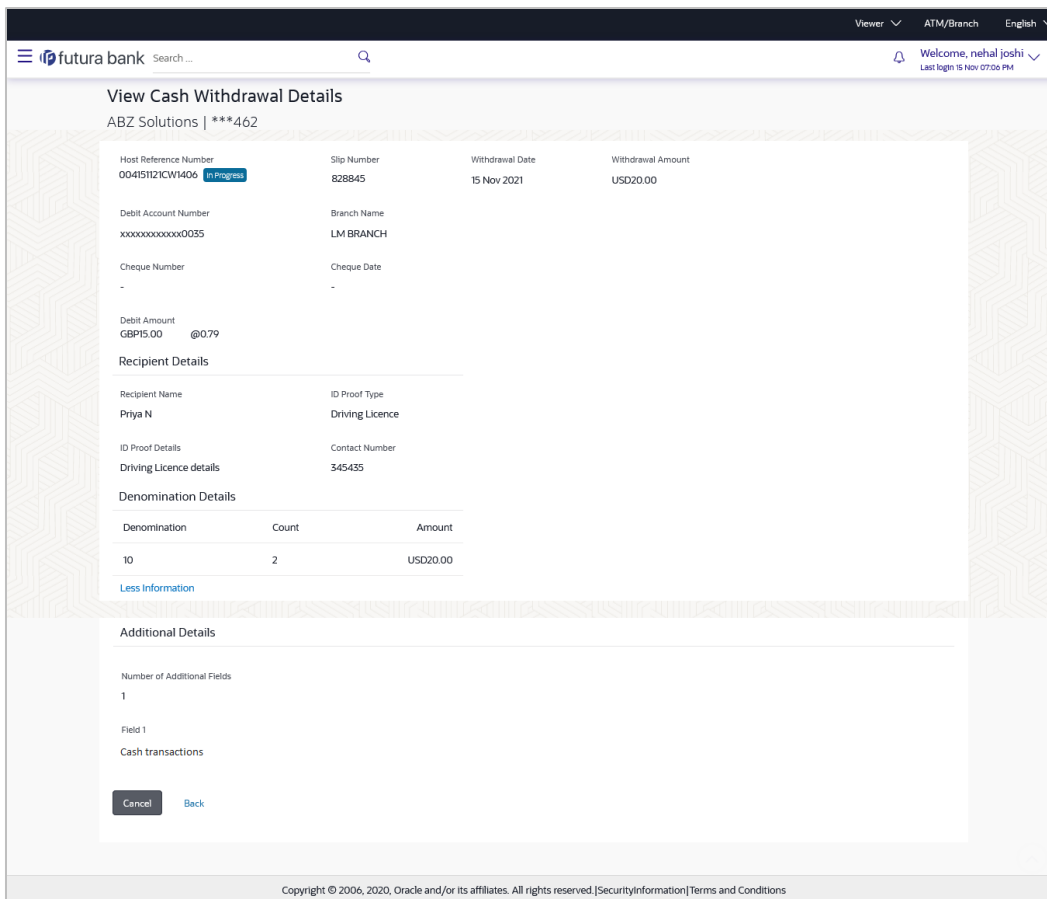 Viewer ATM/Branch English
futura bank Search ... Welcome, nehal joshi
Last login 15 Nov 07:06 PM
View Cash Withdrawal Details
ABZ Solutions | ***462
Host Reference Number Slip Number Withdrawal Date Withdrawal Amount
004151121CW1406 In Progress 828845 15 Nov 2021 USD20.00
Debit Account Number Branch Name
xxxxxxxxxxxx0035 LM BRANCH
Cheque Number Cheque Date
- -
Debit Amount
GBP15.00 @0.79
Recipient Details
Recipient Name ID Proof Type
Priya N Driving Licence
ID Proof Details Contact Number
Driving Licence details 345435
Denomination Details
Denomination Count Amount
10 2 USD20.00
Less Information
Additional Details
Number of Additional Fields
1
Field 1
Cash transactions
Cancel Back
Copyright © 2006, 2020, Oracle and/or its affiliates. All rights reserved.|SecurityInformation|Terms and Conditions